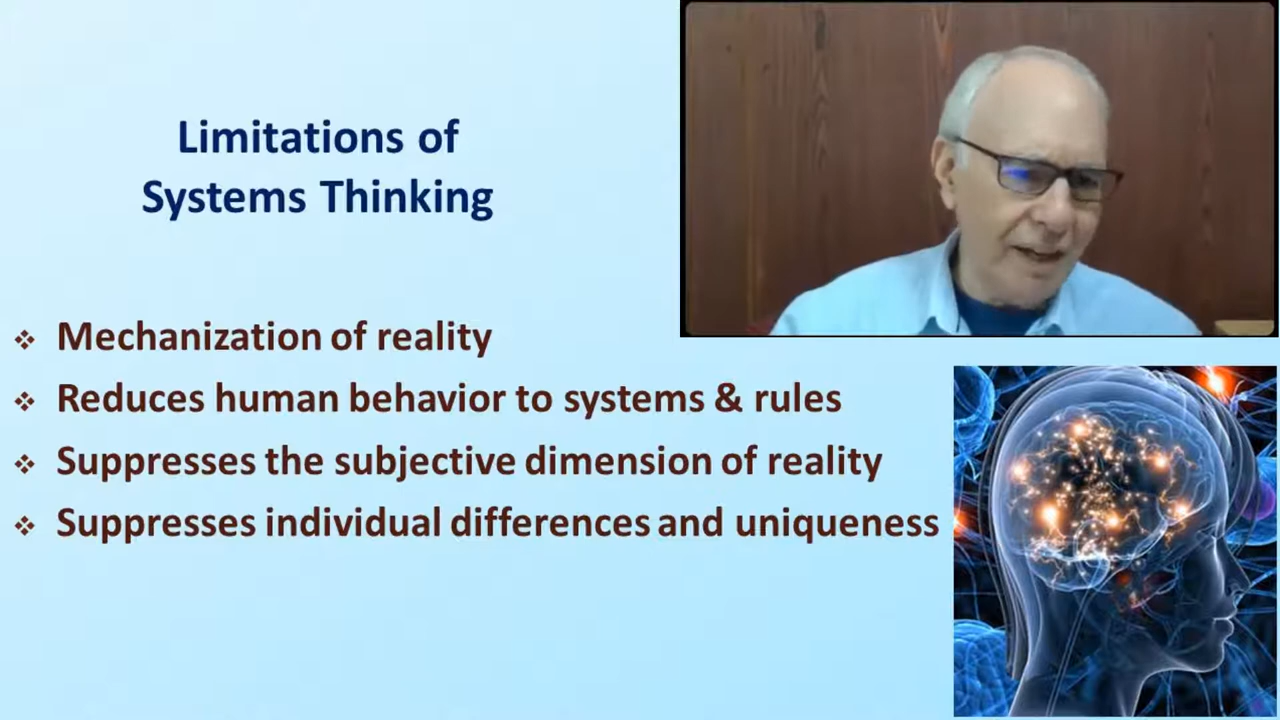 Limitations of
Systems Thinking
Mechanization of reality
Reduces human behavior to systems & rules
Suppresses the subjective dimension of reality
Suppresses individual differences and uniqueness